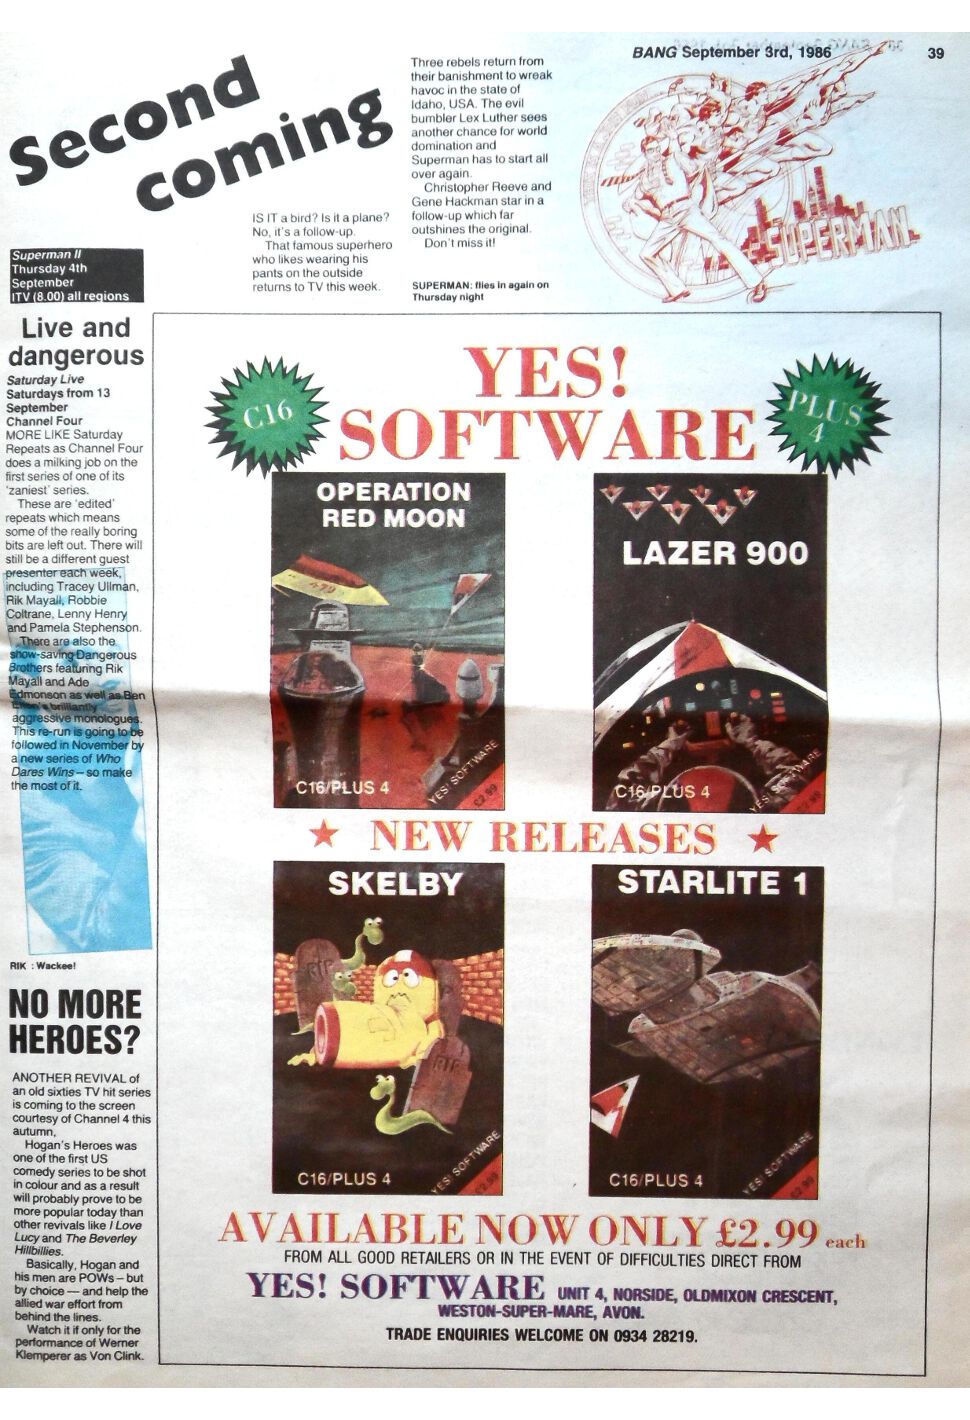 BANG September 3rd, 1986
39
Second
coming
IS IT a bird? Is it a plane?
No, it's a follow-up.
That famous superhero
who likes wearing his
pants on the outside
returns to TV this week.
Three rebels return from
their banishment to wreak
havoc in the state of
Idaho, USA. The evil
bumbler Lex Luther sees
another chance for world
domination and
Superman has to start all
over again.
Christopher Reeve and
Gene Hackman star in a
follow-up which far
outshines the original.
Don't miss it!
SUPERMAN: flies in again on
Thursday night
SUPERMAN
Superman II
Thursday 4th
September
ITV (8.00) all regions
Live and
dangerous
Saturday Live
Saturdays from 13
September
Channel Four
MORE LIKE Saturday
Repeats as Channel Four
does a milking job on the
first series of one of its
'zaniest' series.
These are 'edited'
repeats which means
some of the really boring
bits are left out. There will
still be a different guest
presenter each week,
including Tracey Ullman,
Rik Mayall, Robbie
Coltrane, Lenny Henry
and Pamela Stephenson.
There are also the
show-saving Dangerous
Brothers featuring Rik
Mayall and Ade
Edmonson as well as Ben
Elton's brilliantly
aggressive monologues.
This re-run is going to be
followed in November by
a new series of Who
Dares Wins – so make
the most of it.
RIK : Wackee!
NO MORE
HEROES?
ANOTHER REVIVAL of
an old sixties TV hit series
is coming to the screen
courtesy of Channel 4 this
autumn,
Hogan's Heroes was
one of the first US
comedy series to be shot
in colour and as a result
will probably prove to be
more popular today than
other revivals like I Love
Lucy and The Beverley
Hillbillies.
Basically, Hogan and
his men are POWs – but
by choice — and help the
allied war effort from
behind the lines.
Watch it if only for the
performance of Werner
Klemperer as Von Clink.
YES!
SOFTWARE
C16
PLUS
4
OPERATION
RED MOON
C16/PLUS 4
YES! SOFTWARE
£2.99
LAZER 900
C16/PLUS 4
YES! SOFTWARE
£2.99
★ NEW RELEASES ★
SKELBY
RIP
RIP
C16/PLUS 4
YES! SOFTWARE
£2.99
STARLITE 1
C16/PLUS 4
YES! SOFTWARE
£2.99
AVAILABLE NOW ONLY £2.99 each
FROM ALL GOOD RETAILERS OR IN THE EVENT OF DIFFICULTIES DIRECT FROM
YES! SOFTWARE UNIT 4, NORSIDE, OLDMIXON CRESCENT,
WESTON-SUPER-MARE, AVON.
TRADE ENQUIRIES WELCOME ON 0934 28219.